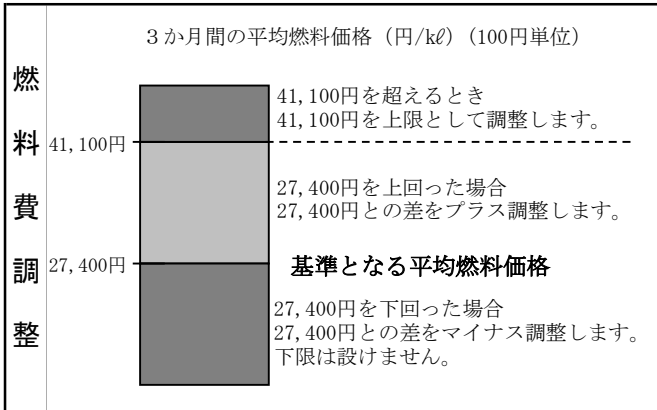 3か月間の平均燃料価格（円/kℓ）（100円単位）
燃料費調整
41,100円を超えるとき
41,100円を上限として調整します。
41,100円
27,400円を上回った場合
27,400円との差をプラス調整します。
27,400円
基準となる平均燃料価格
27,400円を下回った場合
27,400円との差をマイナス調整します。
下限は設けません。